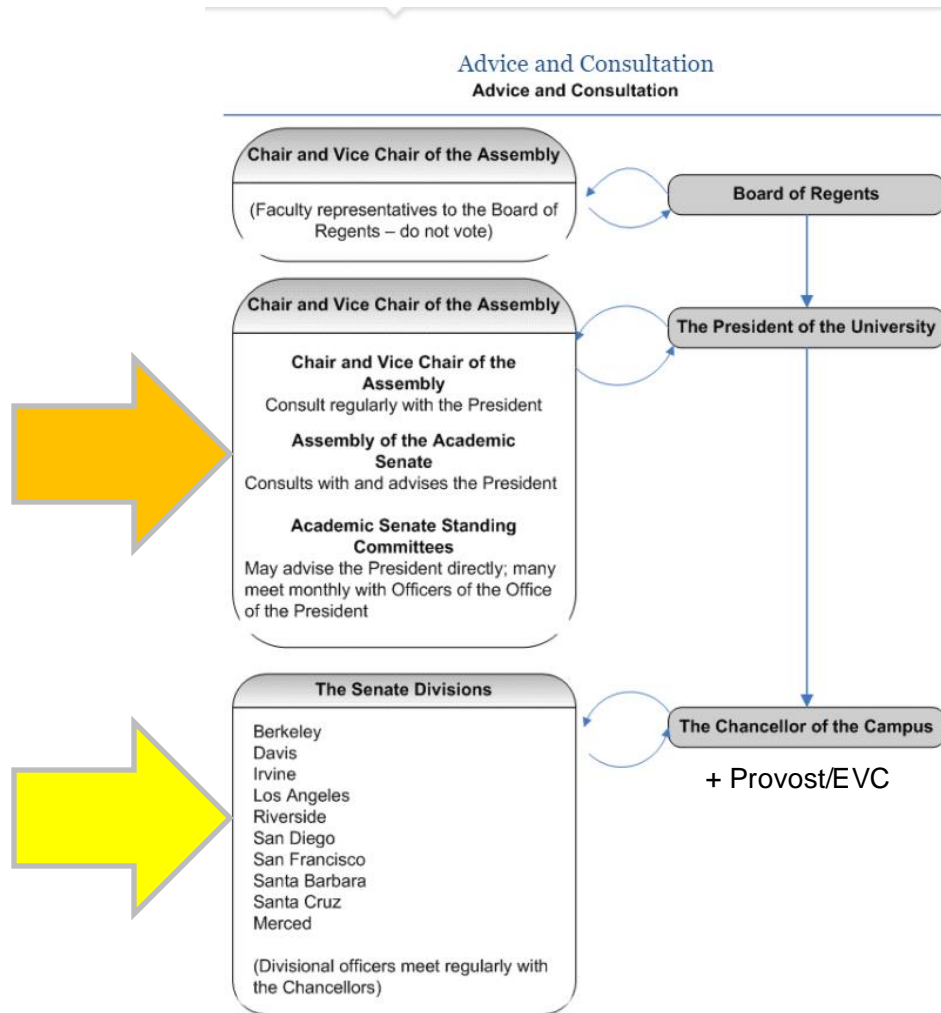 Advice and Consultation
Advice and Consultation
Chair and Vice Chair of the Assembly
(Faculty representatives to the Board of
Regents – do not vote)
Board of Regents
Chair and Vice Chair of the Assembly
Chair and Vice Chair of the
Assembly
Consult regularly with the President
Assembly of the Academic
Senate
Consults with and advises the President
Academic Senate Standing
Committees
May advise the President directly; many
meet monthly with Officers of the Office
of the President
The President of the University
The Senate Divisions
Berkeley
Davis
Irvine
Los Angeles
Riverside
San Diego
San Francisco
Santa Barbara
Santa Cruz
Merced
(Divisional officers meet regularly with
the Chancellors)
The Chancellor of the Campus
+ Provost/EVC